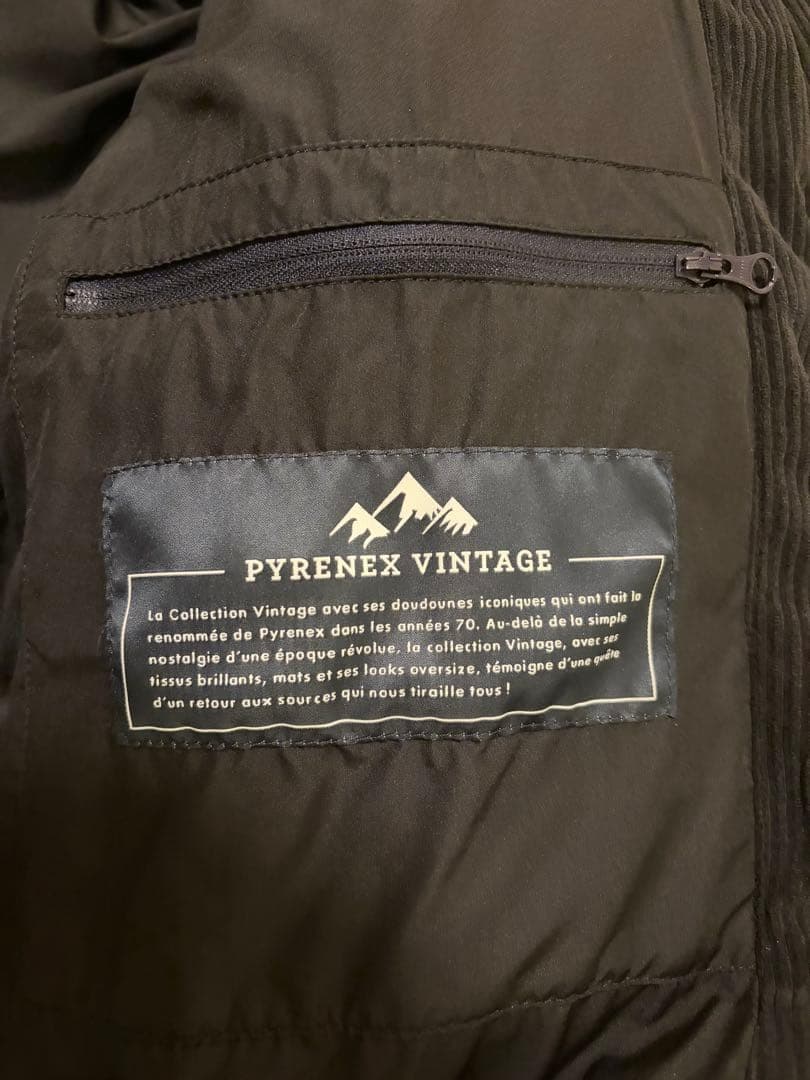 PYRENEX VINTAGE
La Collection Vintage avec ses doudounes iconiques qui ont fait la
renommée de Pyrenex dans les années 70. Au-delà de la simple
nostalgie d'une époque révolue, la collection Vintage, avec ses
tissus brillants, mats et ses looks oversize, témoigne d'une quête
d'un retour aux sources qui nous tiraille tous !